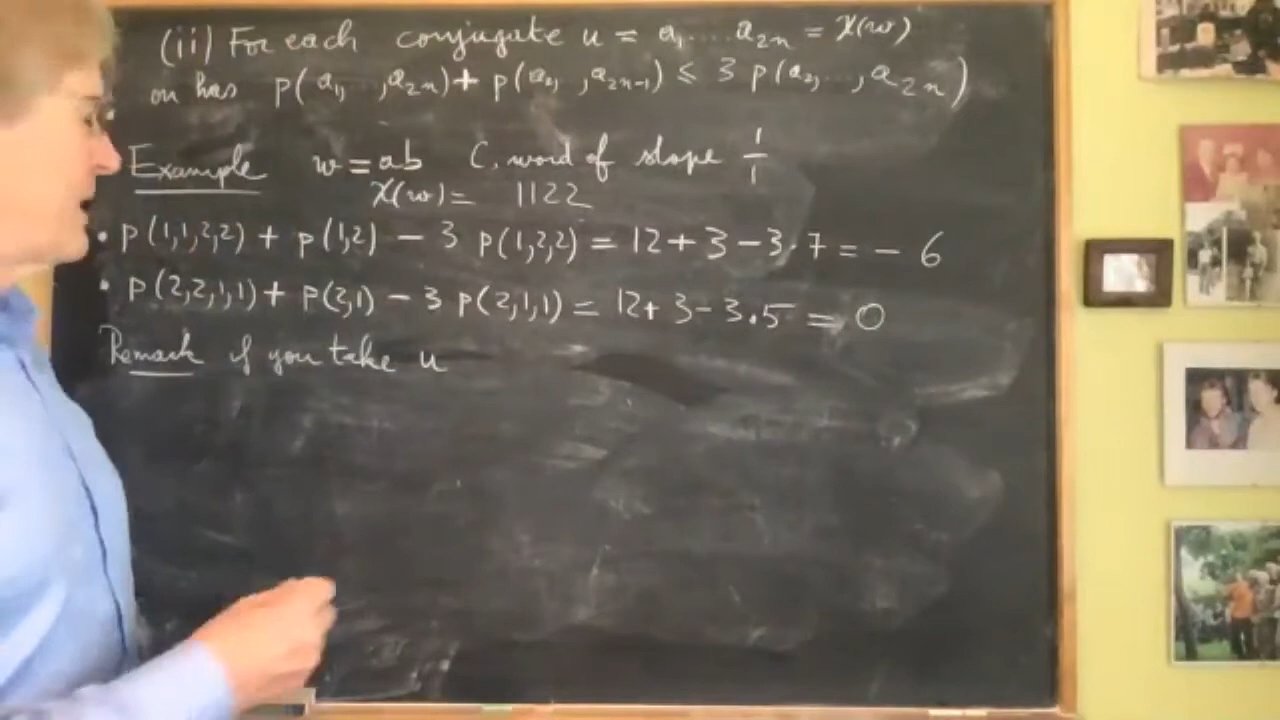 (ii) For each conjugate u = a₁ ... a₂ₙ = χ(w)
on has p(a₁, , a₂ₙ) + p(a₂, , a₂ₙ₋₁) ≤ 3 p(a₂, ..., a₂ₙ)
Example w = ab C. word of slope 1/1
χ(w) = 1122
• p(1,1,2,2) + p(1,2) − 3 p(1,2,2) = 12 + 3 − 3.7 = − 6
• p(2,2,1,1) + p(2,1) − 3 p(2,1,1) = 12 + 3 − 3.5 = 0
Remark if you take u